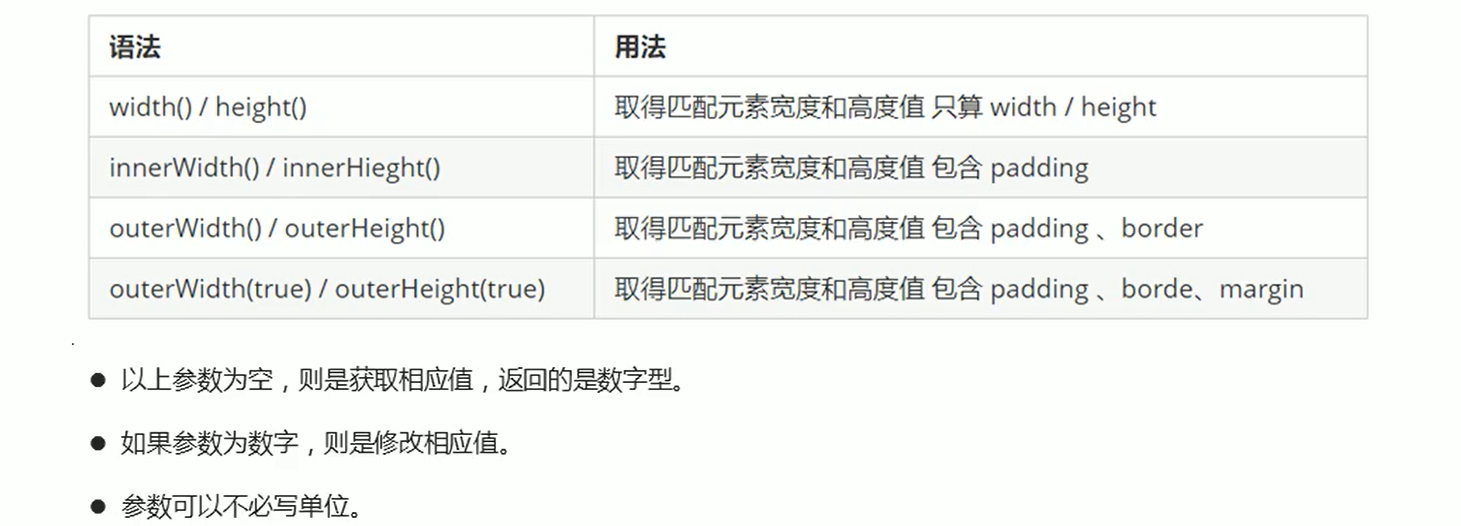 语法 用法
width() / height() 取得匹配元素宽度和高度值 只算 width / height
innerWidth() / innerHieght() 取得匹配元素宽度和高度值 包含 padding
outerWidth() / outerHeight() 取得匹配元素宽度和高度值 包含 padding 、border
outerWidth(true) / outerHeight(true) 取得匹配元素宽度和高度值 包含 padding 、borde、margin
● 以上参数为空，则是获取相应值，返回的是数字型。
● 如果参数为数字，则是修改相应值。
● 参数可以不必写单位。